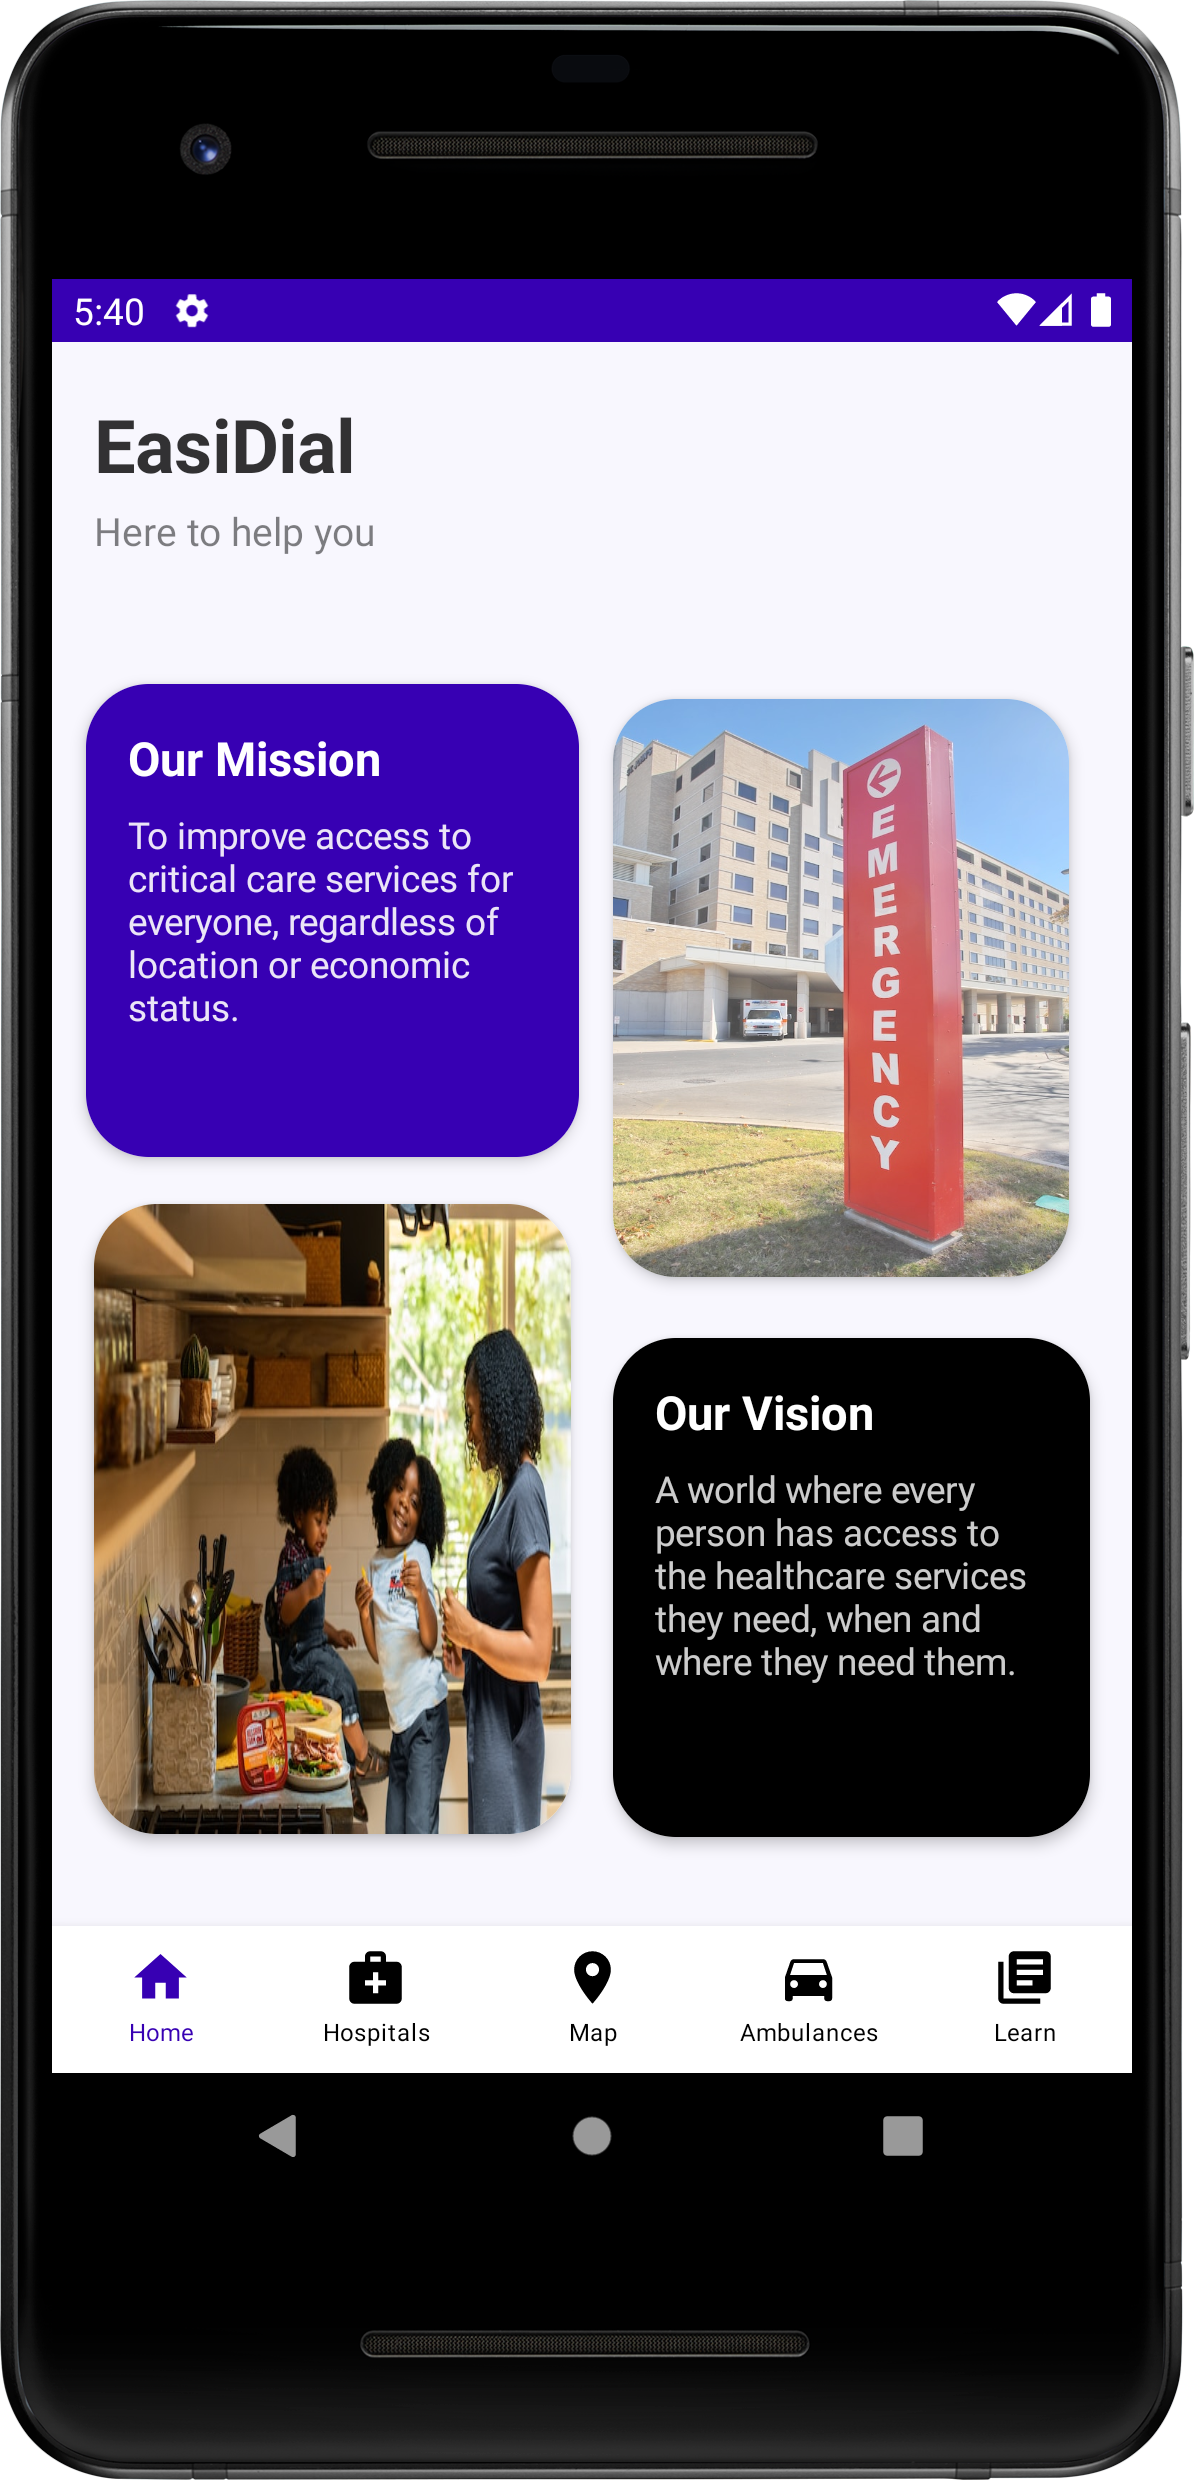 5:40
EasiDial
Here to help you
Our Mission
To improve access to
critical care services for
everyone, regardless of
location or economic
status.
EMERGENCY
Our Vision
A world where every
person has access to
the healthcare services
they need, when and
where they need them.
Home
Hospitals
Map
Ambulances
Learn